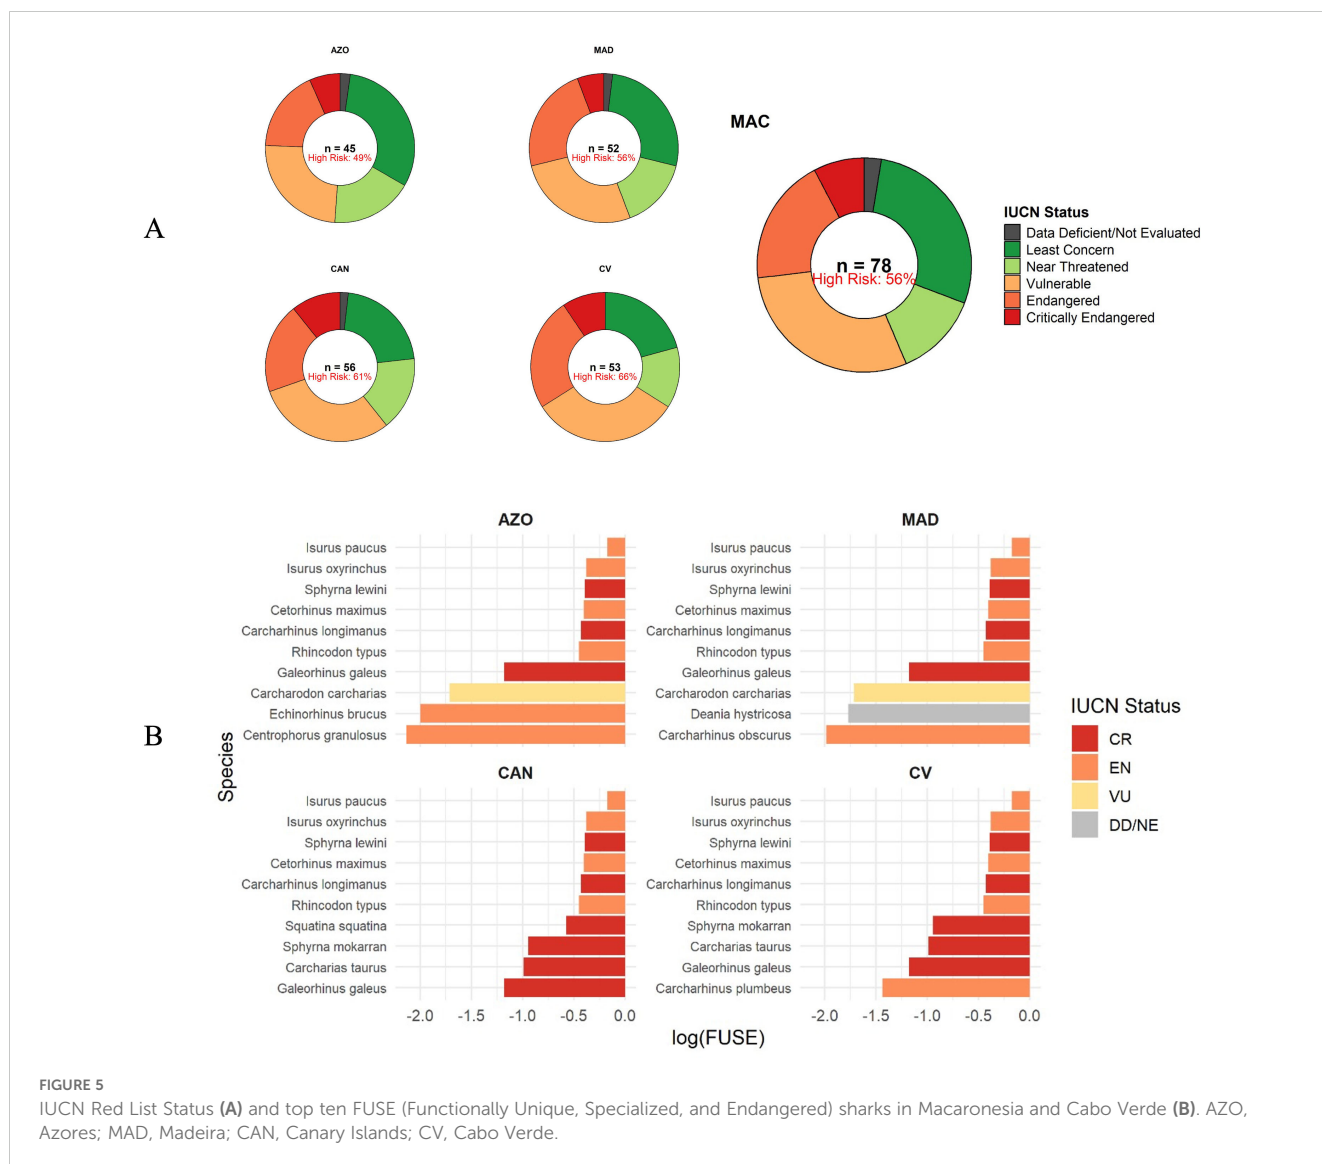 AZO
MAD
n = 45
High Risk: 49%
n = 52
High Risk: 56%
A
CAN
CV
n = 56
High Risk: 61%
n = 53
High Risk: 66%
MAC
n = 78
High Risk: 56%
IUCN Status
Data Deficient/Not Evaluated
Least Concern
Near Threatened
Vulnerable
Endangered
Critically Endangered
B
Species
AZO
Isurus paucus
Isurus oxyrinchus
Sphyrna lewini
Cetorhinus maximus
Carcharhinus longimanus
Rhincodon typus
Galeorhinus galeus
Carcharodon carcharias
Echinorhinus brucus
Centrophorus granulosus
MAD
Isurus paucus
Isurus oxyrinchus
Sphyrna lewini
Cetorhinus maximus
Carcharhinus longimanus
Rhincodon typus
Galeorhinus galeus
Carcharodon carcharias
Deania hystricosa
Carcharhinus obscurus
CAN
Isurus paucus
Isurus oxyrinchus
Sphyrna lewini
Cetorhinus maximus
Carcharhinus longimanus
Rhincodon typus
Squatina squatina
Sphyrna mokarran
Carcharias taurus
Galeorhinus galeus
-2.0 -1.5 -1.0 -0.5 0.0
CV
Isurus paucus
Isurus oxyrinchus
Sphyrna lewini
Cetorhinus maximus
Carcharhinus longimanus
Rhincodon typus
Sphyrna mokarran
Carcharias taurus
Galeorhinus galeus
Carcharhinus plumbeus
-2.0 -1.5 -1.0 -0.5 0.0
log(FUSE)
IUCN Status
CR
EN
VU
DD/NE
FIGURE 5
IUCN Red List Status (A) and top ten FUSE (Functionally Unique, Specialized, and Endangered) sharks in Macaronesia and Cabo Verde (B). AZO,
Azores; MAD, Madeira; CAN, Canary Islands; CV, Cabo Verde.